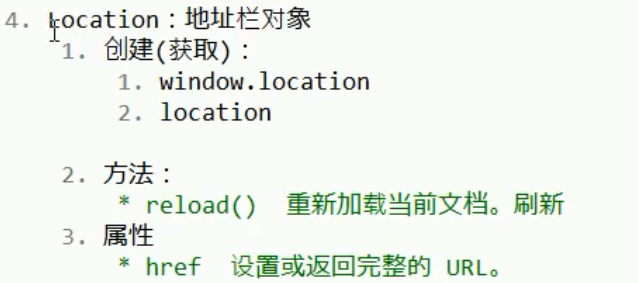 4. Location：地址栏对象
1. 创建(获取)：
1. window.location
2. location
2. 方法：
* reload() 重新加载当前文档。刷新
3. 属性
* href 设置或返回完整的 URL。